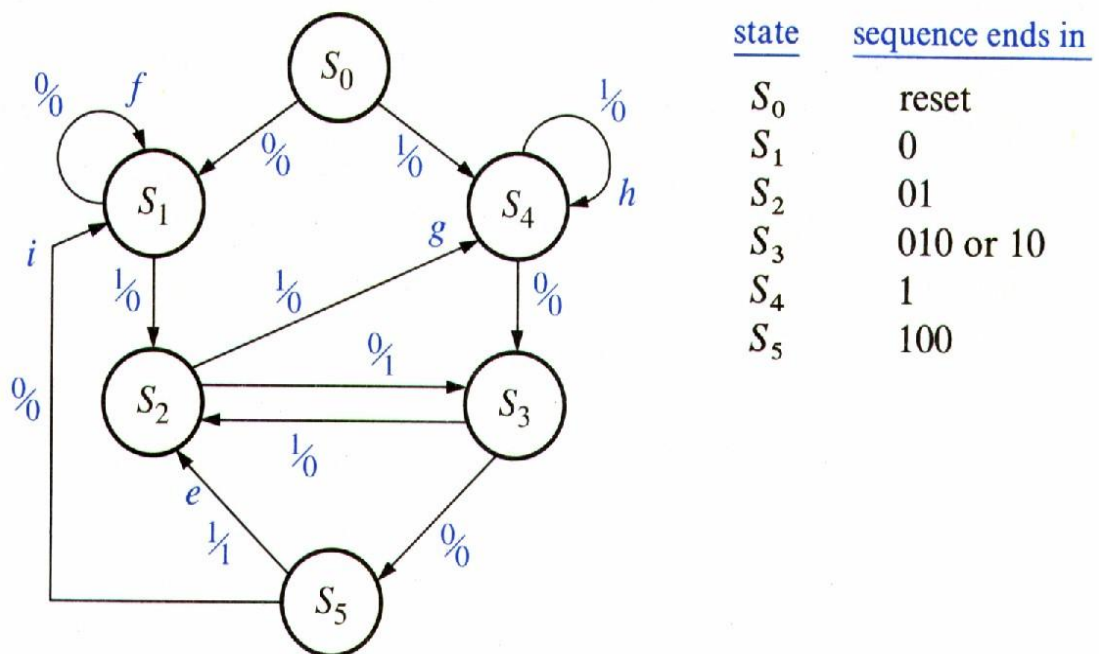 state sequence ends in
S₀ reset
S₁ 0
S₂ 01
S₃ 010 or 10
S₄ 1
S₅ 100
S₀
0/0 f
0/0 1/0
1/0
S₁
S₄
h
i
g
1/0
1/0
0/0
0/1
0/0
S₂
S₃
1/0
e
1/1
0/0
S₅